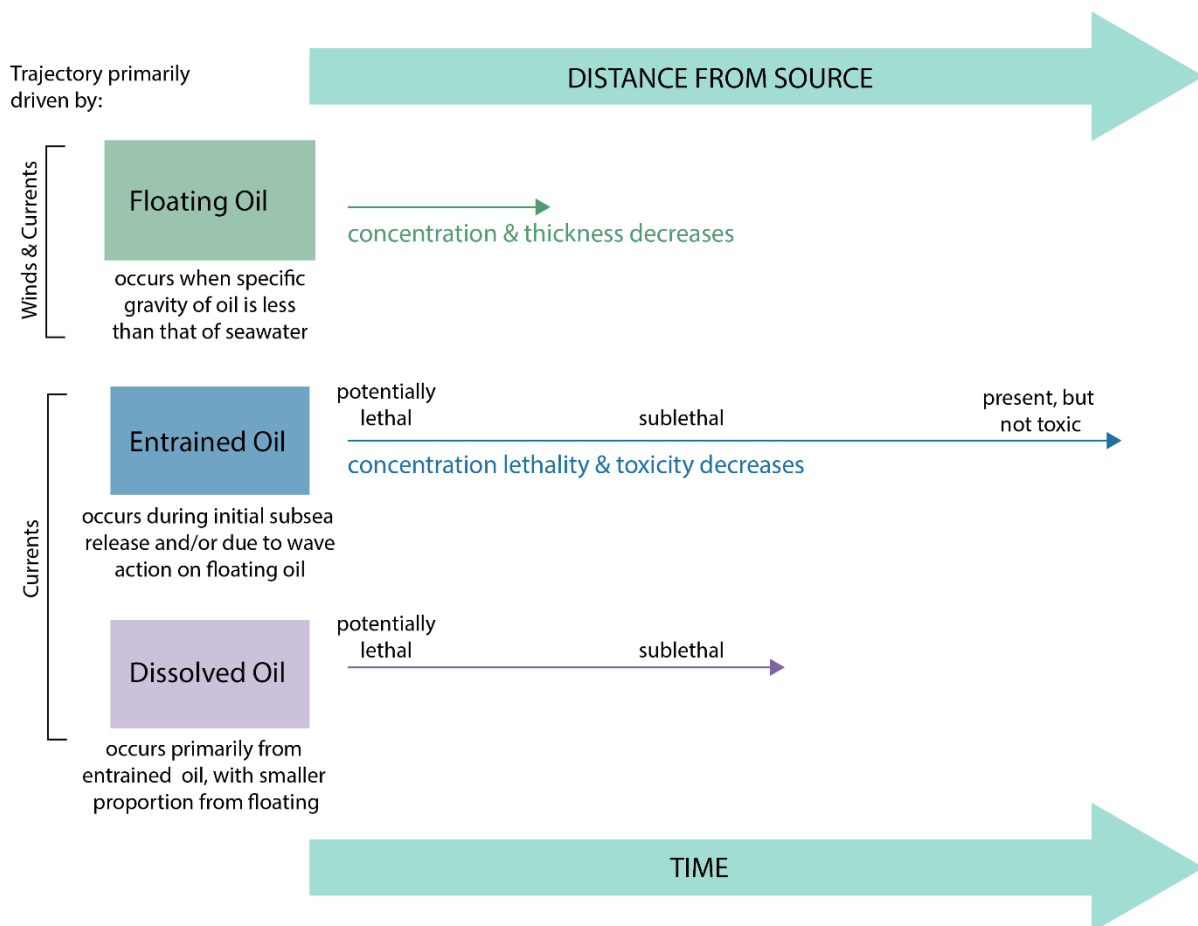 DISTANCE FROM SOURCE
Trajectory primarily
driven by:
Winds & Currents
Floating Oil
concentration & thickness decreases
occurs when specific
gravity of oil is less
than that of seawater
Currents
Entrained Oil
potentially
lethal
sublethal
present, but
not toxic
concentration lethality & toxicity decreases
occurs during initial subsea
release and/or due to wave
action on floating oil
Dissolved Oil
potentially
lethal
sublethal
occurs primarily from
entrained oil, with smaller
proportion from floating
TIME